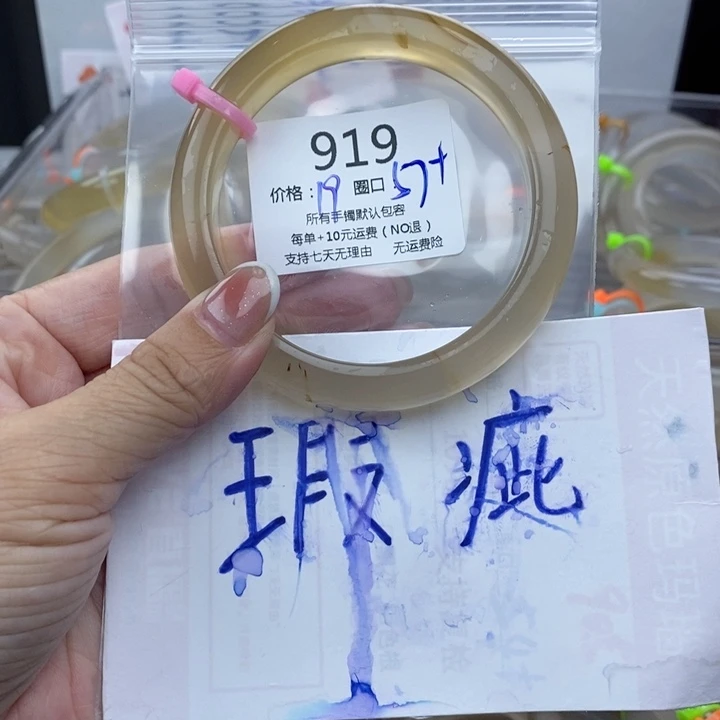 919
价格：19 圈口 57+
所有手镯默认包容
每单+10元运费（NO退）
支持七天无理由 无运费险
瑕疵